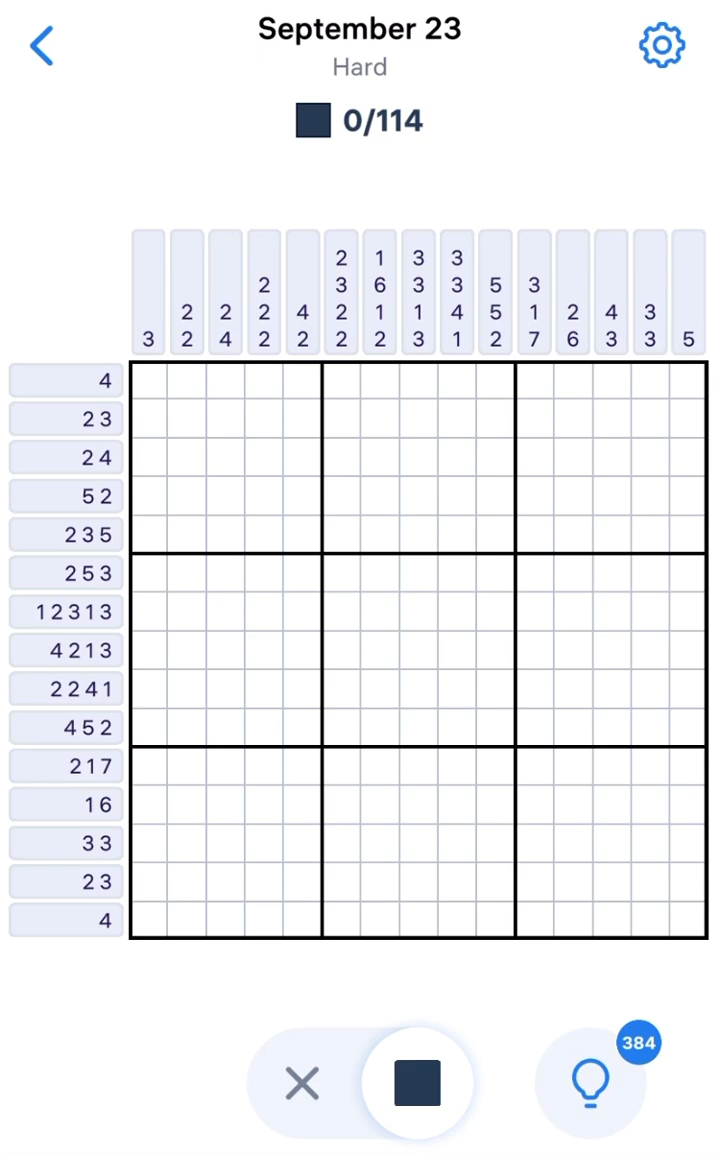 September 23
Hard
0/114
2 1 3 3
2 3 6 3 3 5 3
2 2 2 4 2 1 1 4 5 1 2 4 3
3 2 4 2 2 2 2 3 1 2 7 6 3 3 5
4
2 3
2 4
5 2
2 3 5
2 5 3
1 2 3 1 3
4 2 1 3
2 2 4 1
4 5 2
2 1 7
1 6
3 3
2 3
4
384